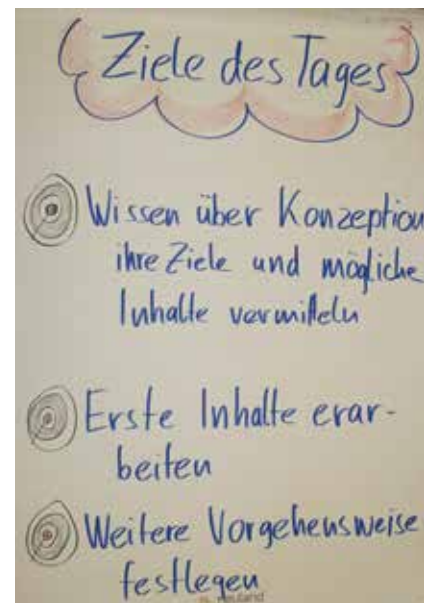 Ziele des Tages
Wissen über Konzeption
ihre Ziele und mögliche
Inhalte vermitteln
Erste Inhalte erar-
beiten
Weitere Vorgehensweise
festlegen
Neuland